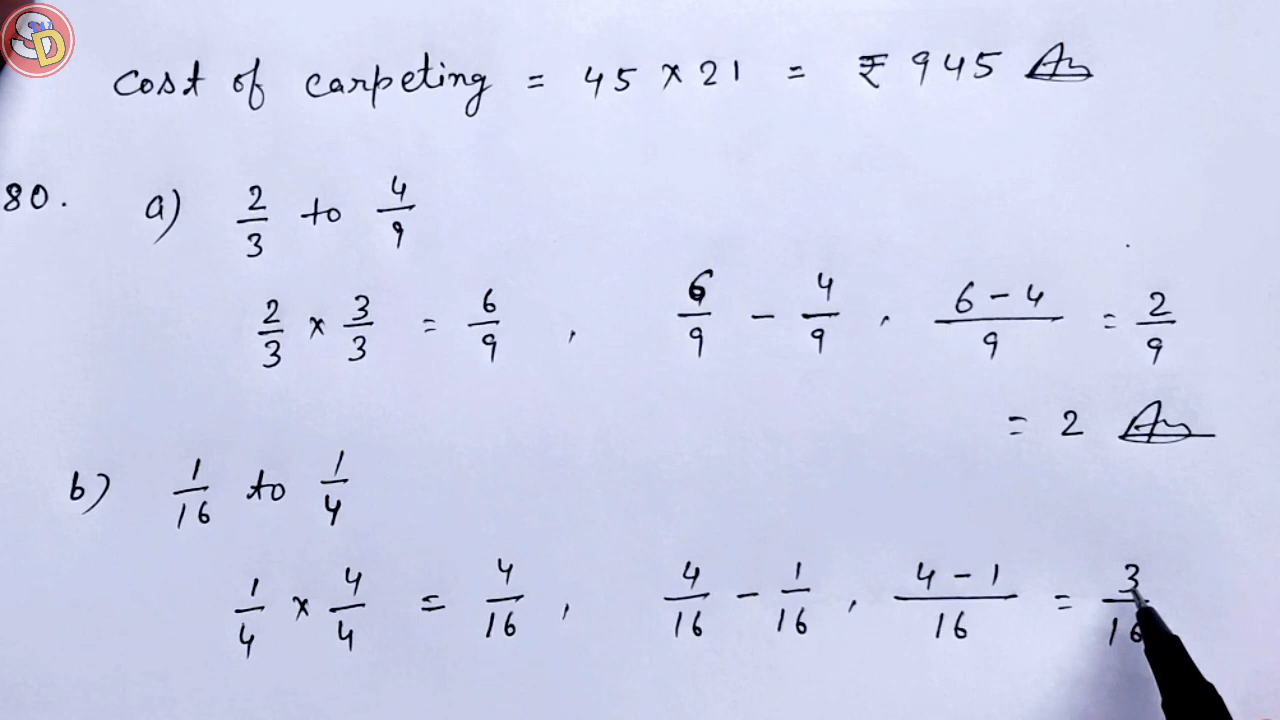 SD
Cost of carpeting = 45 × 21 = ₹ 945 Ans
80. a) 2/3 to 4/9
2/3 × 3/3 = 6/9 , 6/9 - 4/9 , 6-4/9 = 2/9
= 2 Ans
b) 1/16 to 1/4
1/4 × 4/4 = 4/16 , 4/16 - 1/16 , 4-1/16 = 3/16